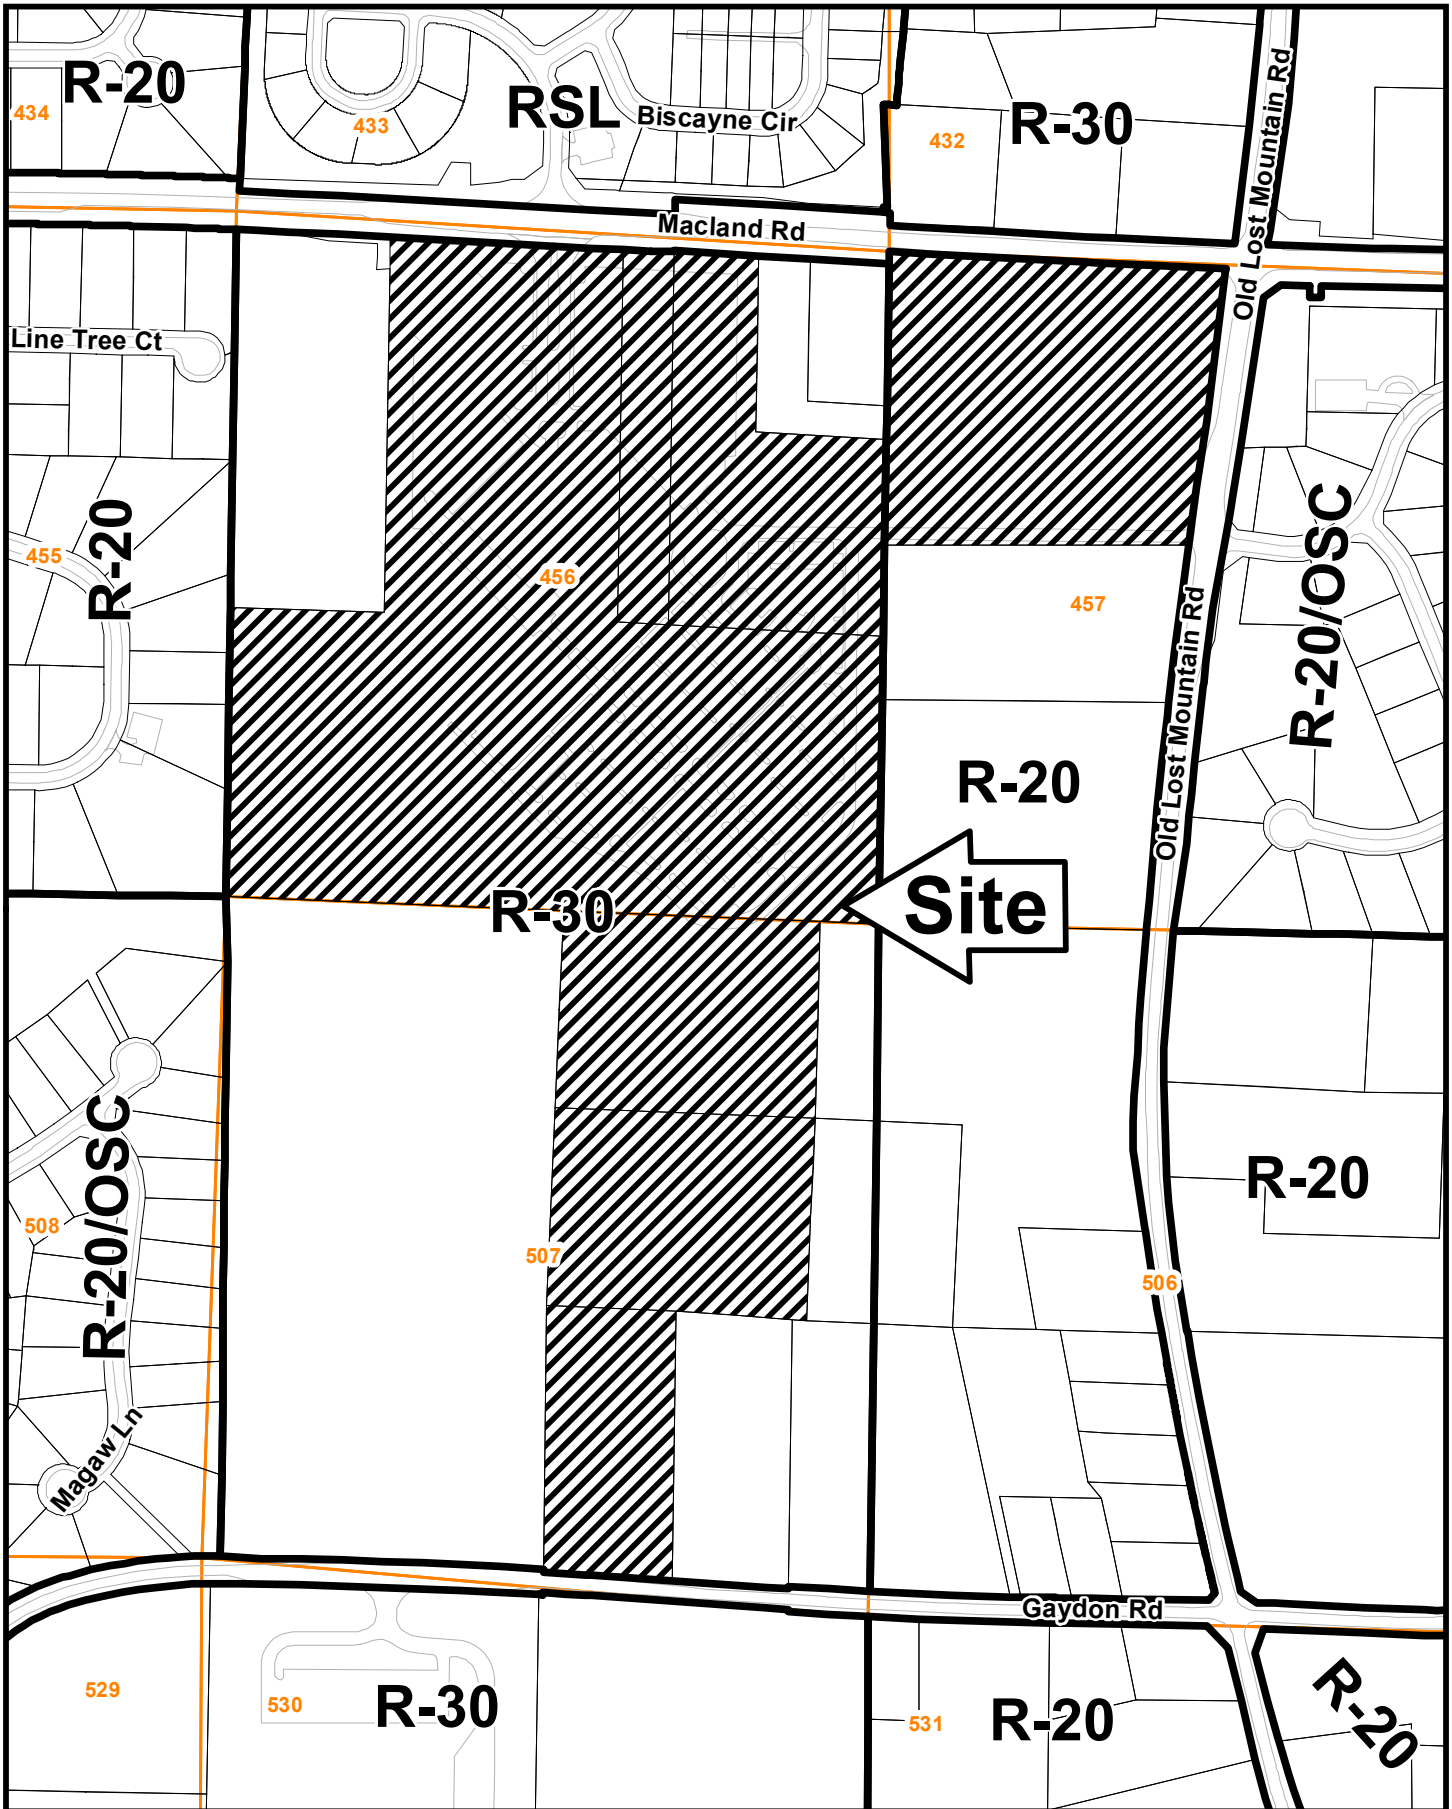 R-20
434
433
RSL
Biscayne Cir
432
R-30
Old Lost Mountain Rd
Macland Rd
Line Tree Ct
455
R-20
456
457
R-20/OSC
Old Lost Mountain Rd
R-20
R-30
Site
R-20/OSC
508
507
R-20
506
Magaw Ln
Gaydon Rd
529
530
R-30
531
R-20
R-20